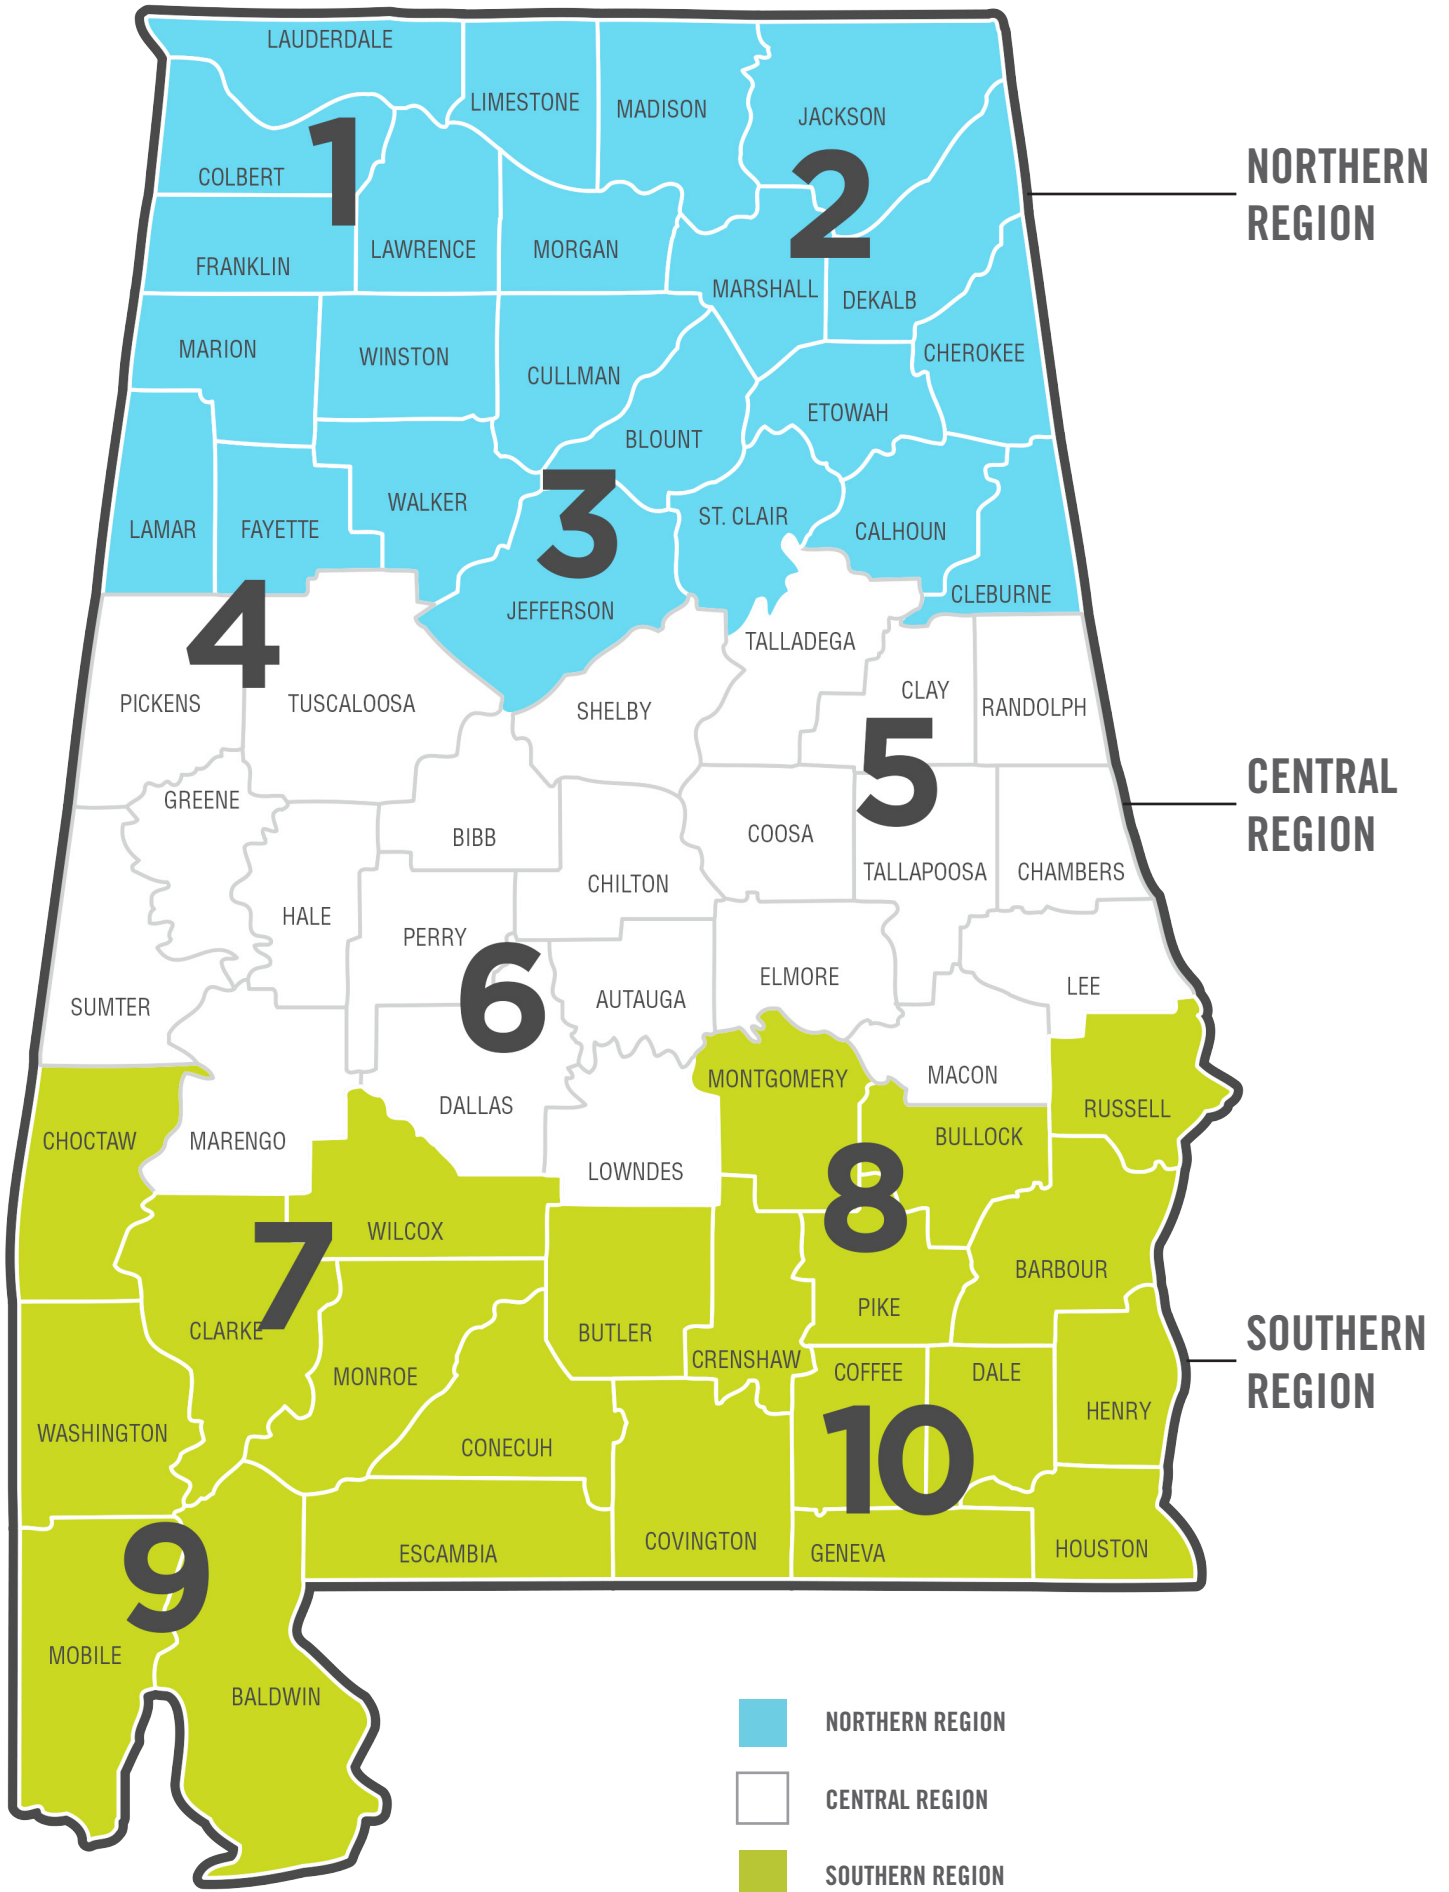 LAUDERDALE
LIMESTONE
MADISON
JACKSON
1
COLBERT
2
NORTHERN
REGION
FRANKLIN
LAWRENCE
MORGAN
MARSHALL
DEKALB
MARION
WINSTON
CULLMAN
CHEROKEE
ETOWAH
BLOUNT
LAMAR
FAYETTE
WALKER
3
ST. CLAIR
CALHOUN
CLEBURNE
JEFFERSON
4
TALLADEGA
PICKENS
TUSCALOOSA
SHELBY
CLAY
RANDOLPH
5
CENTRAL
REGION
GREENE
BIBB
COOSA
TALLAPOOSA
CHAMBERS
CHILTON
HALE
PERRY
6
AUTAUGA
ELMORE
LEE
SUMTER
MONTGOMERY
MACON
DALLAS
RUSSELL
CHOCTAW
MARENGO
BULLOCK
LOWNDES
8
7
WILCOX
BARBOUR
PIKE
CLARKE
BUTLER
CRENSHAW
SOUTHERN
REGION
MONROE
COFFEE
DALE
HENRY
10
WASHINGTON
CONECUH
ESCAMBIA
COVINGTON
GENEVA
HOUSTON
9
MOBILE
BALDWIN
NORTHERN REGION
CENTRAL REGION
SOUTHERN REGION